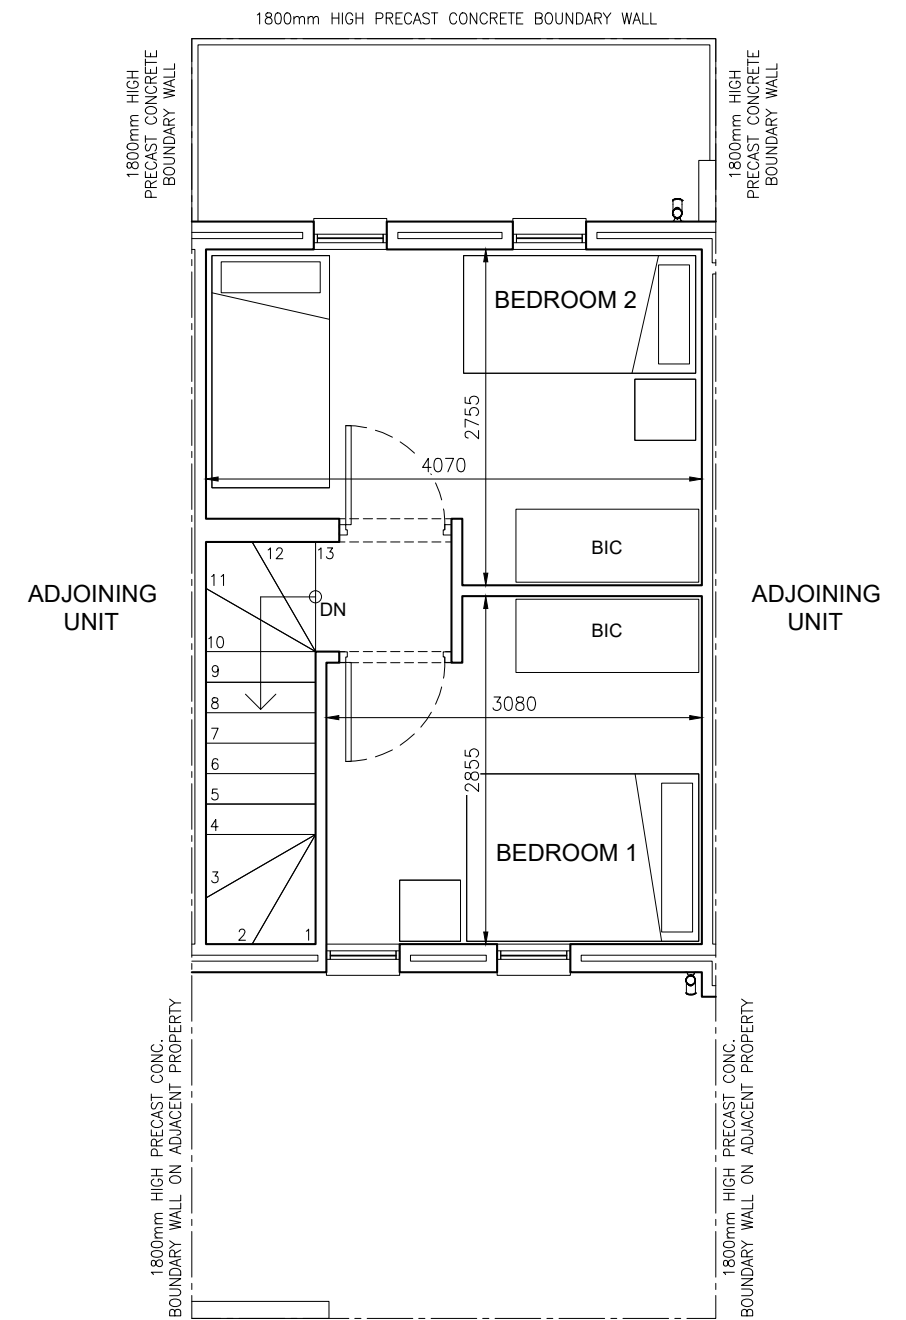 1800mm HIGH PRECAST CONCRETE BOUNDARY WALL
1800mm HIGH
PRECAST CONCRETE
BOUNDARY WALL
1800mm HIGH
PRECAST CONCRETE
BOUNDARY WALL
BEDROOM 2
2755
4070
BIC
12
13
11
DN
10
9
8
7
6
5
4
3
2
1
ADJOINING
UNIT
ADJOINING
UNIT
BIC
3080
2855
BEDROOM 1
1800mm HIGH PRECAST CONC.
BOUNDARY WALL ON ADJACENT PROPERTY
1800mm HIGH PRECAST CONC.
BOUNDARY WALL ON ADJACENT PROPERTY